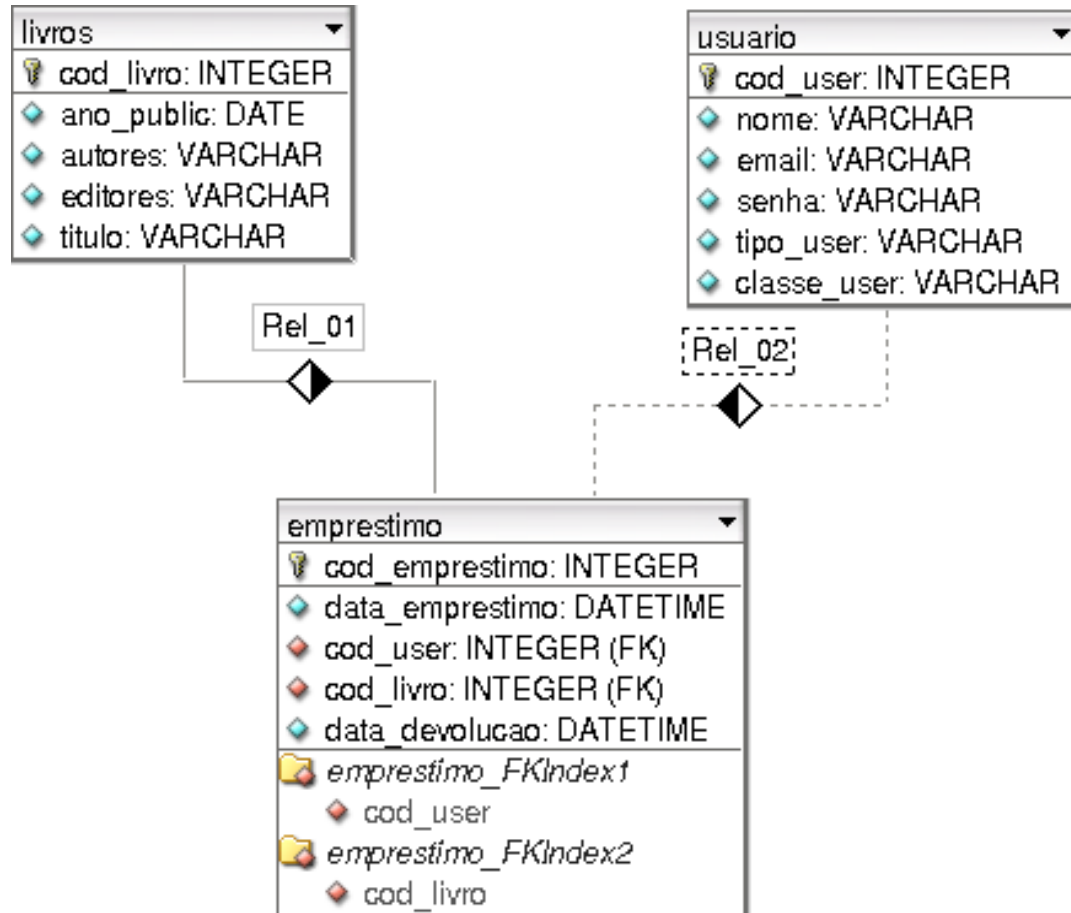 livros
cod_livro: INTEGER
ano_public: DATE
autores: VARCHAR
editores: VARCHAR
titulo: VARCHAR
usuario
cod_user: INTEGER
nome: VARCHAR
email: VARCHAR
senha: VARCHAR
tipo_user: VARCHAR
classe_user: VARCHAR
Rel_01
Rel_02
emprestimo
cod_emprestimo: INTEGER
data_emprestimo: DATETIME
cod_user: INTEGER (FK)
cod_livro: INTEGER (FK)
data_devolucao: DATETIME
emprestimo_FKIndex1
cod_user
emprestimo_FKIndex2
cod_livro